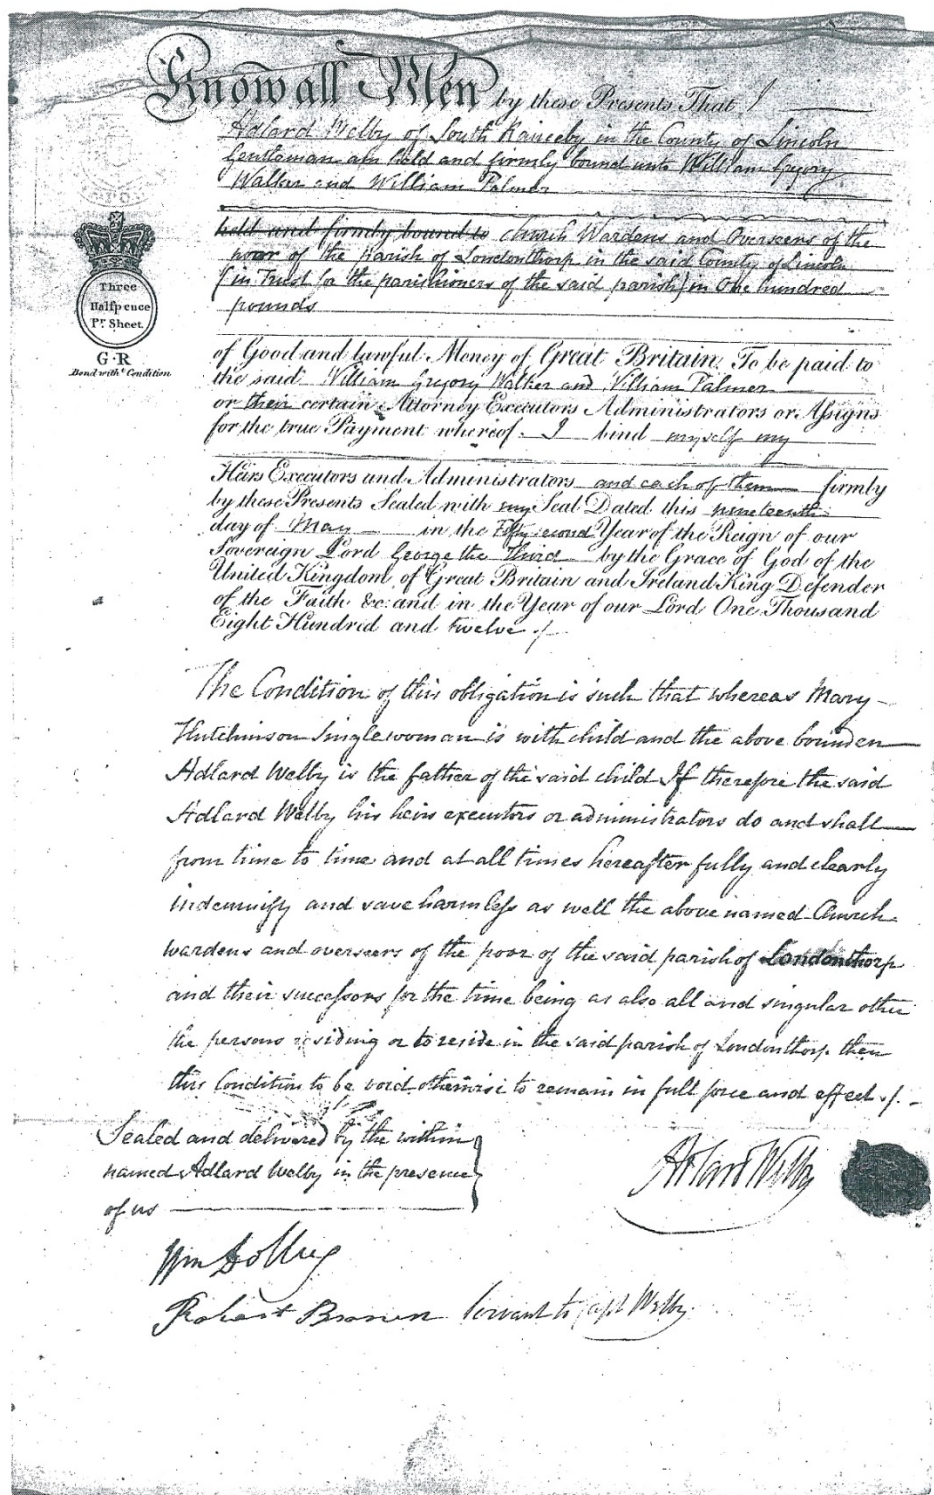 Know all Men by these Presents That I
Adlard Welby of South Rauceby in the County of Lincoln
Gentleman am held and firmly bound unto William Gregory
Walker and William Palmer
held and firmly bound to Church Wardens and Overseers of the
poor of the Parish of Londonthorp in the said County of Lincoln
(in Trust for the parishioners of the said parish) in One hundred
pounds
Three
Halfpence
Pr Sheet.
G·R
Bond with Condition
of Good and lawful Money of Great Britain. To be paid to
the said William Gregory Walker and William Palmer
or their certain Attorney Executors Administrators or Assigns
for the true Payment whereof I bind myself my
Heirs Executors and Administrators and each of them firmly
by these Presents Sealed with my Seal Dated this nineteenth
day of May in the Fifty second Year of the Reign of our
Sovereign Lord George the Third by the Grace of God of the
United Kingdom of Great Britain and Ireland King Defender
of the Faith &c. and in the Year of our Lord One Thousand
Eight Hundred and twelve
The Condition of this obligation is such that whereas Mary
Hutchinson Singlewoman is with child and the above bounden
Adlard Welby is the father of the said child If therefore the said
Adlard Welby his heirs executors or administrators do and shall
from time to time and at all times hereafter fully and clearly
indemnify and save harmless as well the above named Church
wardens and overseers of the poor of the said parish of Londonthorp
and their successors for the time being as also all and singular other
the persons residing or to reside in the said parish of Londonthorp then
this Condition to be void otherwise to remain in full force and effect
Sealed and delivered by the within
named Adlard Welby in the presence
of us
Adlard Welby
Wm
Robert Brown Servant to Capt Welby